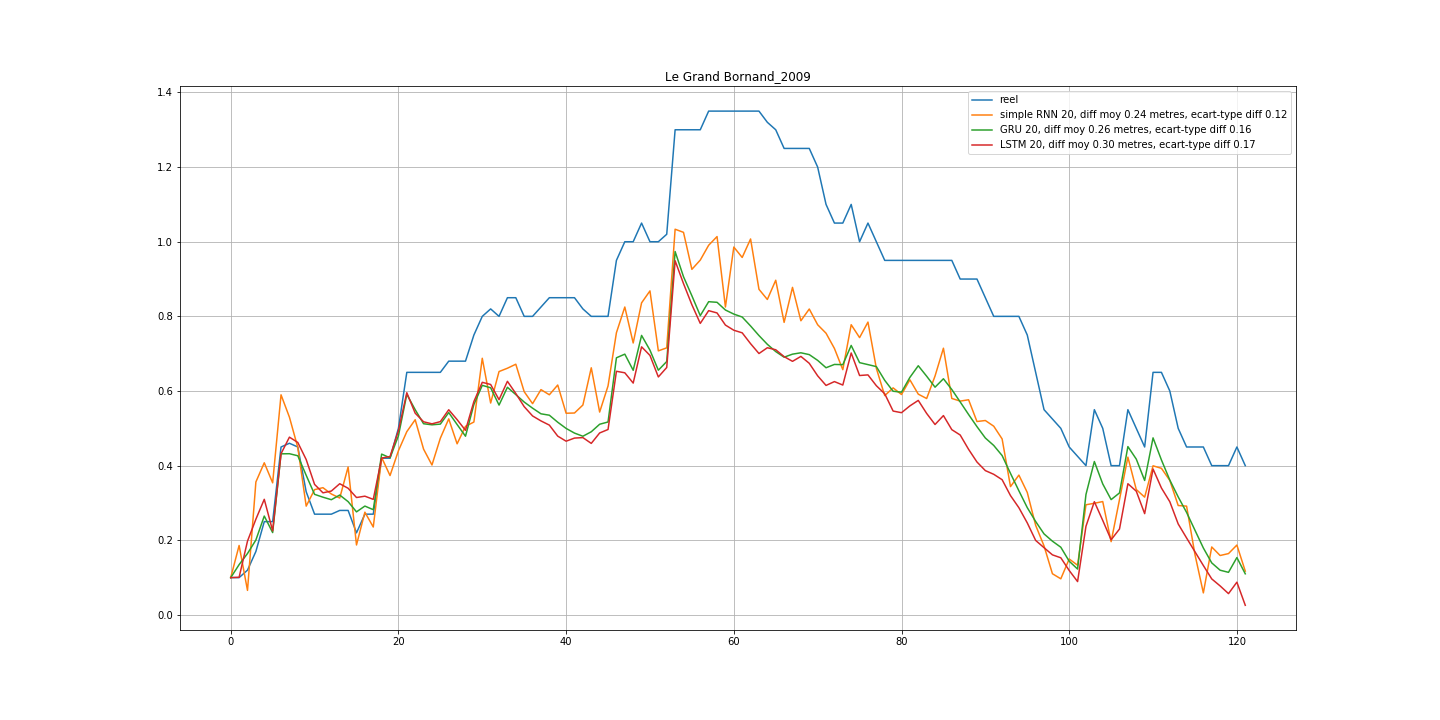 Le Grand Bornand_2009
1.4
1.2
1.0
0.8
0.6
0.4
0.2
0.0
reel
simple RNN 20, diff moy 0.24 metres, ecart-type diff 0.12
GRU 20, diff moy 0.26 metres, ecart-type diff 0.16
LSTM 20, diff moy 0.30 metres, ecart-type diff 0.17
0 20 40 60 80 100 120